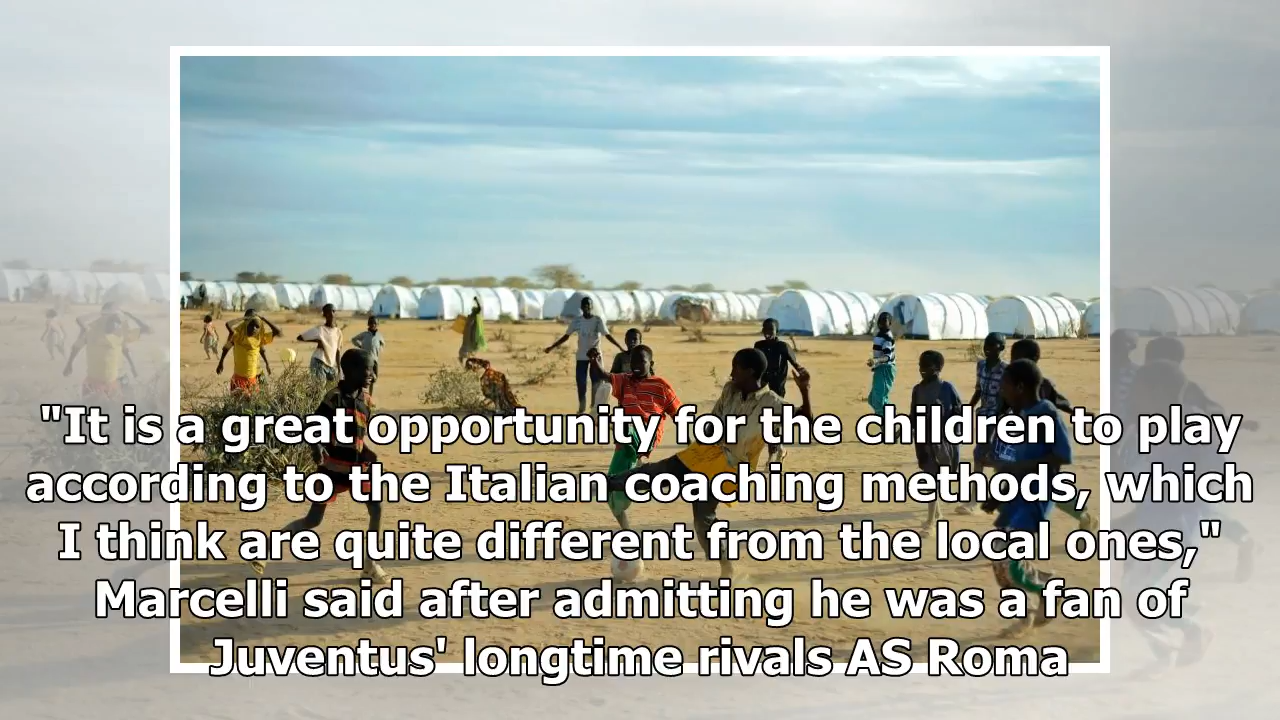 "It is a great opportunity for the children to play
according to the Italian coaching methods, which
I think are quite different from the local ones,"
Marcelli said after admitting he was a fan of
Juventus' longtime rivals AS Roma